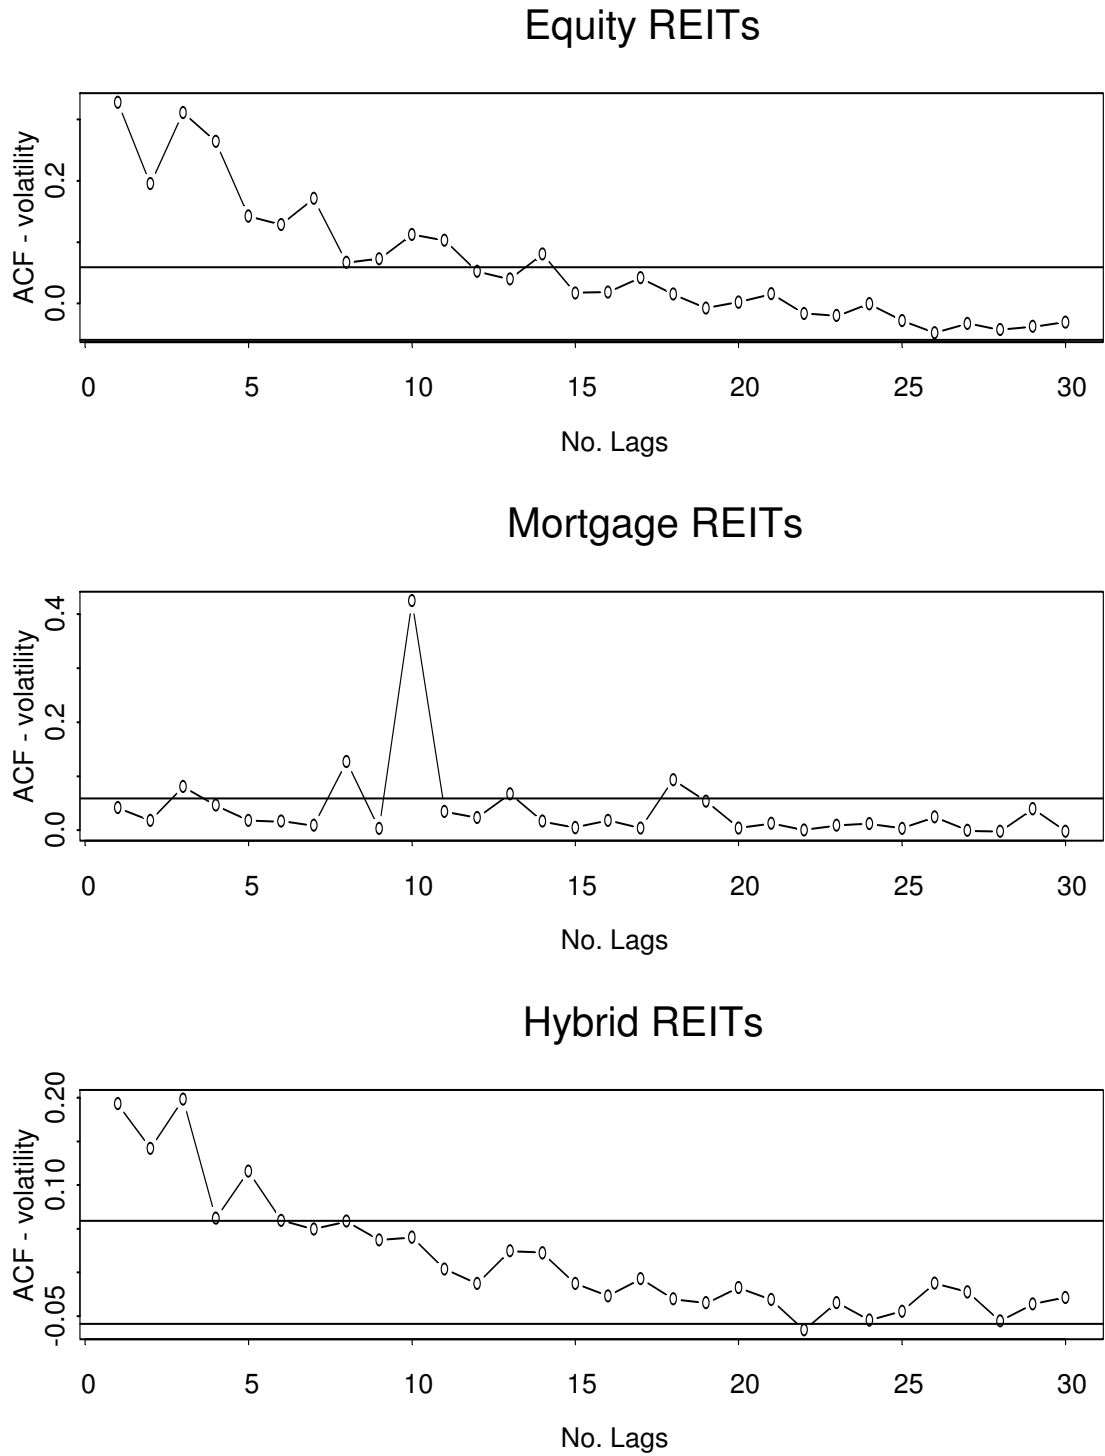 Equity REITs
ACF - volatility
0.2
0.0
0 5 10 15 20 25 30
No. Lags
Mortgage REITs
ACF - volatility
0.4
0.2
0.0
0 5 10 15 20 25 30
No. Lags
Hybrid REITs
ACF - volatility
0.20
0.10
-0.05
0 5 10 15 20 25 30
No. Lags